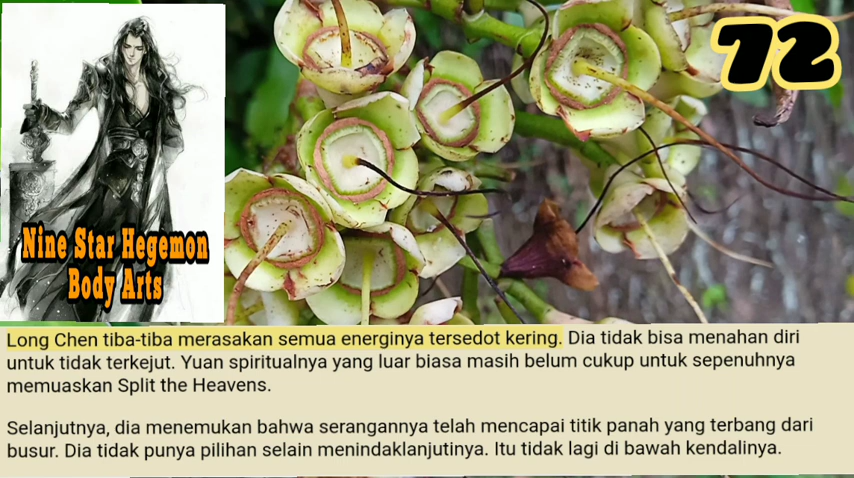 72
Nine Star Hegemon
Body Arts
Long Chen tiba-tiba merasakan semua energinya tersedot kering. Dia tidak bisa menahan diri
untuk tidak terkejut. Yuan spiritualnya yang luar biasa masih belum cukup untuk sepenuhnya
memuaskan Split the Heavens.
Selanjutnya, dia menemukan bahwa serangannya telah mencapai titik panah yang terbang dari
busur. Dia tidak punya pilihan selain menindaklanjutinya. Itu tidak lagi di bawah kendalinya.